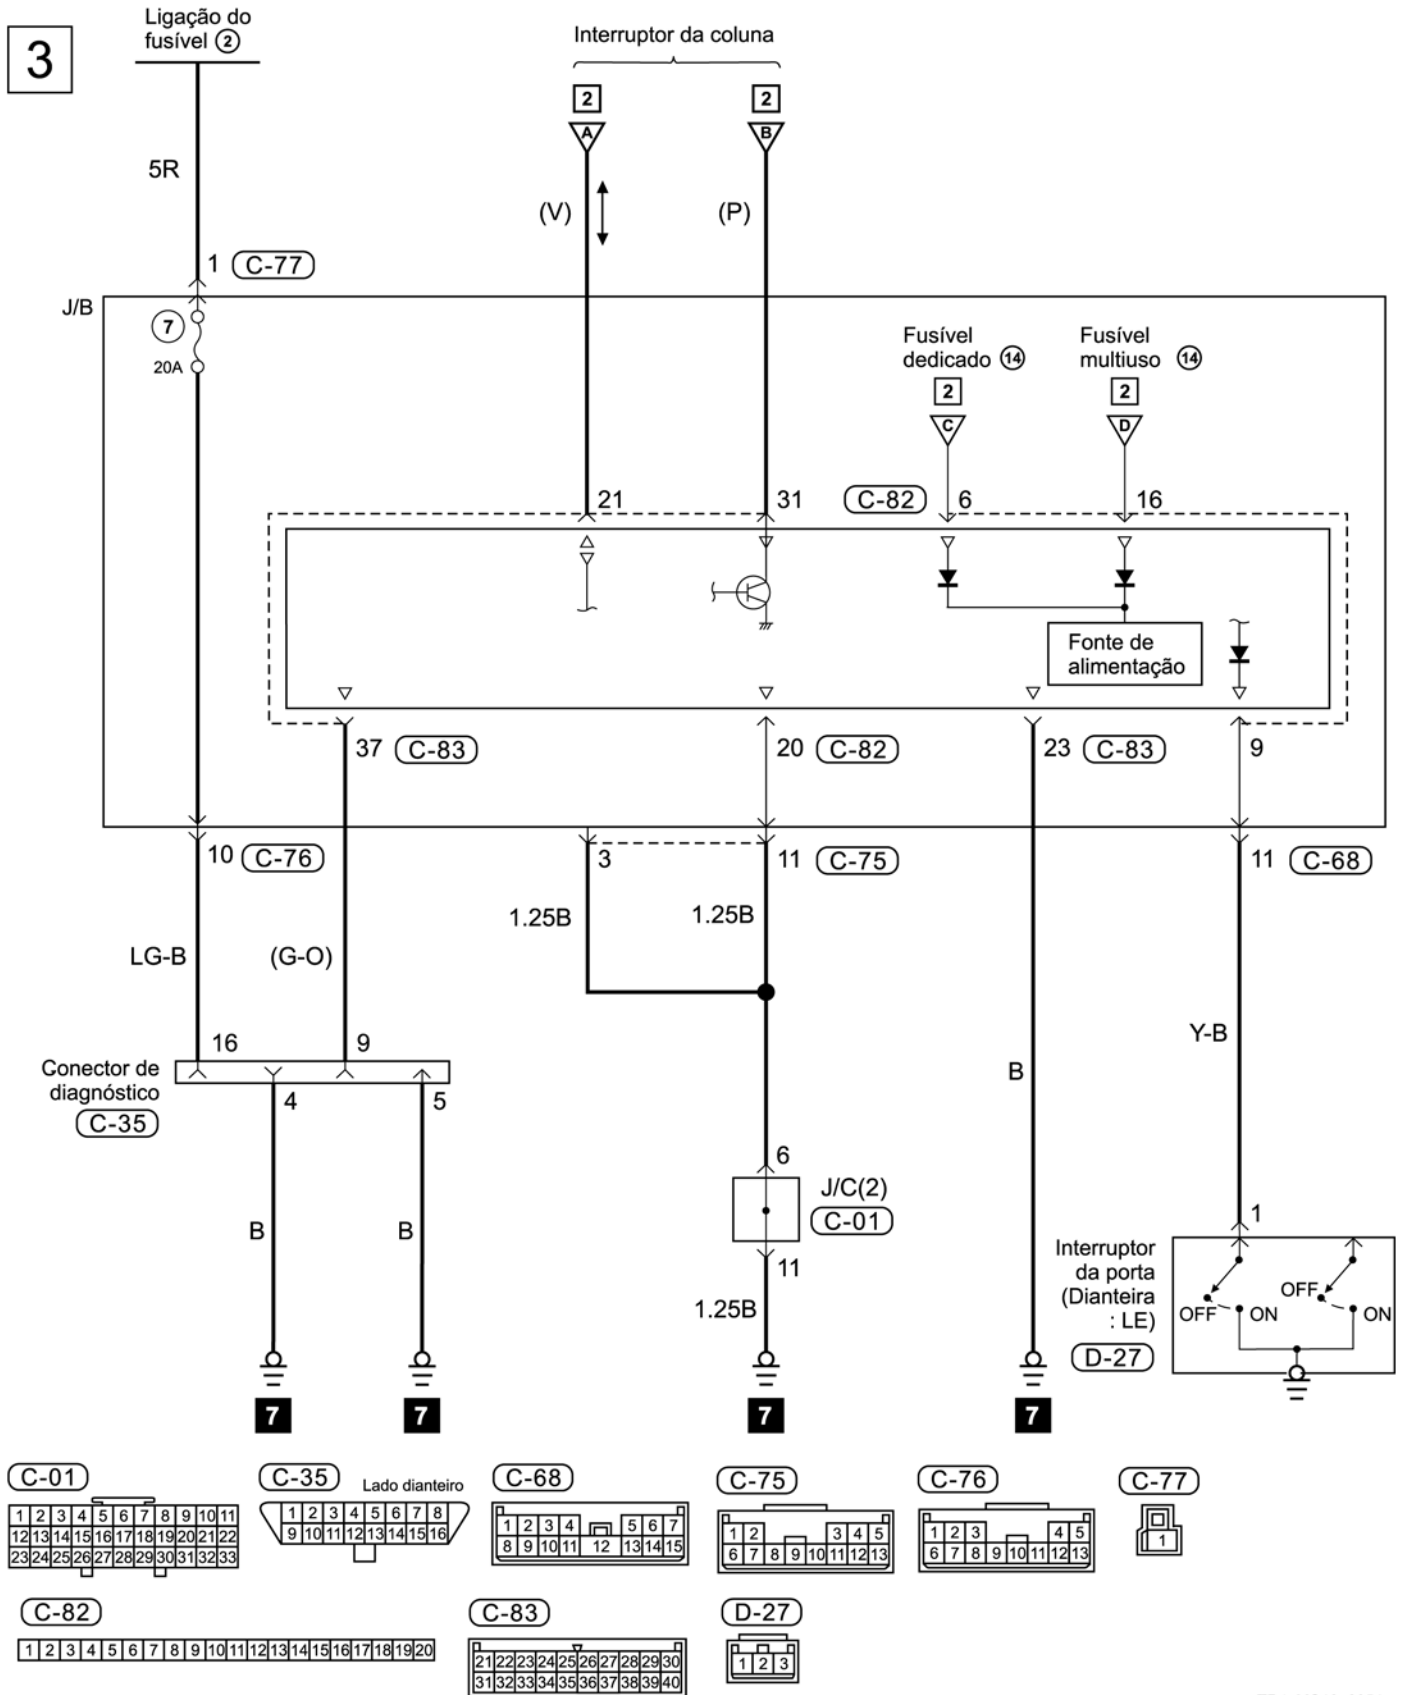 3
Ligação do
fusível ②
Interruptor da coluna
2
2
A
B
5R
(V)
(P)
1 C-77
J/B
7
20A
Fusível
dedicado ⑭
Fusível
multiuso ⑭
2
2
C
D
21
31
C-82 6
16
Fonte de
alimentação
37 C-83
20 C-82
23 C-83
9
10 C-76
3
11 C-75
11 C-68
1.25B
1.25B
LG-B
(G-O)
Y-B
B
16
9
Conector de
diagnóstico
C-35
4
5
6
J/C(2)
C-01
11
1.25B
B
B
1
Interruptor
da porta
(Dianteira
: LE)
D-27
OFF ON
OFF ON
7
7
7
7
C-01
1 2 3 4 5 6 7 8 9 10 11
12 13 14 15 16 17 18 19 20 21 22
23 24 25 26 27 28 29 30 31 32 33
C-35
Lado dianteiro
1 2 3 4 5 6 7 8
9 10 11 12 13 14 15 16
C-68
1 2 3 4 5 6 7
8 9 10 11 12 13 14 15
C-75
1 2 3 4 5
6 7 8 9 10 11 12 13
C-76
1 2 3 4 5
6 7 8 9 10 11 12 13
C-77
1
C-82
1 2 3 4 5 6 7 8 9 10 11 12 13 14 15 16 17 18 19 20
C-83
21 22 23 24 25 26 27 28 29 30
31 32 33 34 35 36 37 38 39 40
D-27
1 2 3